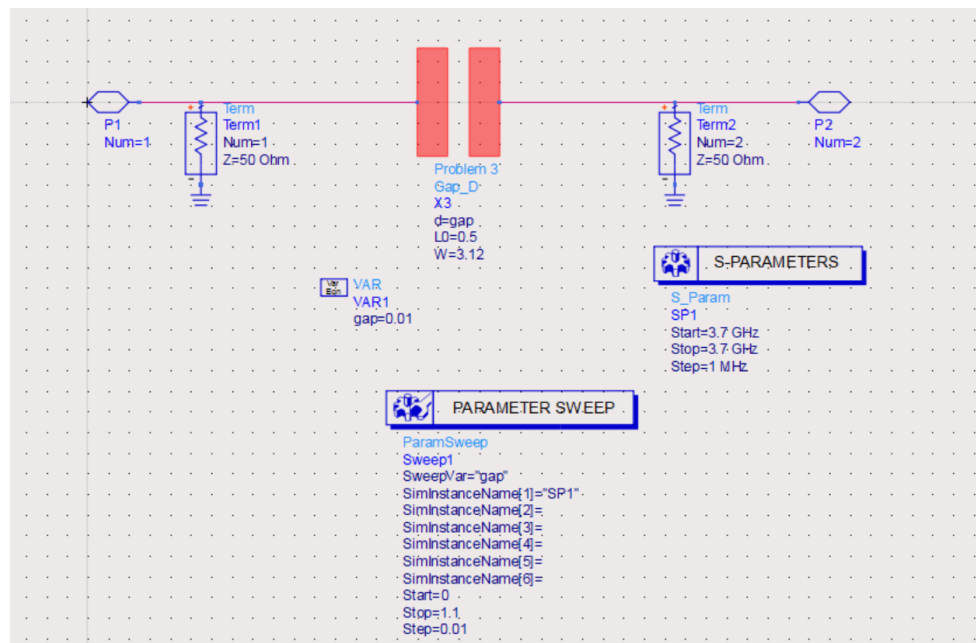 P1
Num=1
Term
Term1
Num=1
Z=50 Ohm
Problem 3
Gap_D
X3
d=gap
L0=0.5
W=3.12
Term
Term2
Num=2
Z=50 Ohm
P2
Num=2
Var
Eqn
VAR
VAR1
gap=0.01
S-PARAMETERS
S_Param
SP1
Start=3.7 GHz
Stop=3.7 GHz
Step=1 MHz
PARAMETER SWEEP
ParamSweep
Sweep1
SweepVar="gap"
SimInstanceName[1]="SP1"
SimInstanceName[2]=
SimInstanceName[3]=
SimInstanceName[4]=
SimInstanceName[5]=
SimInstanceName[6]=
Start=0
Stop=1.1
Step=0.01